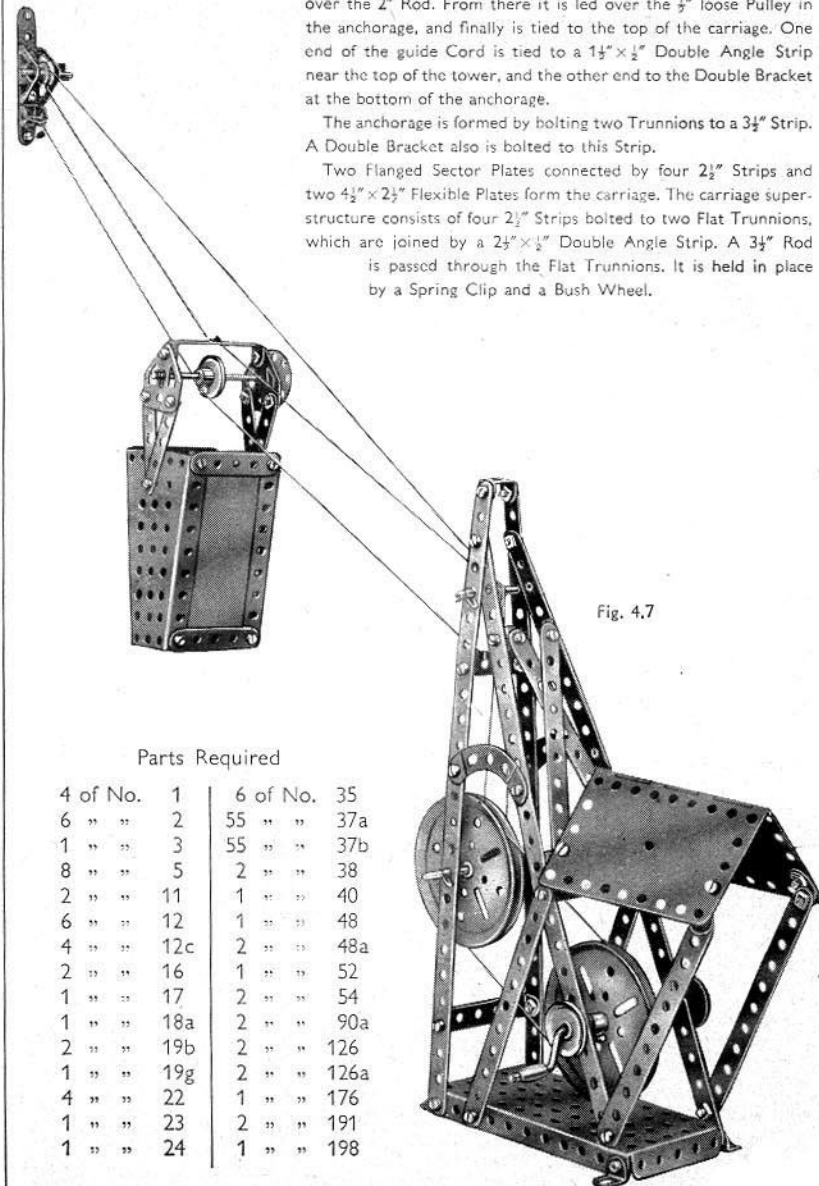 over the 2" Rod. From there it is led over the ½" loose Pulley in
the anchorage, and finally is tied to the top of the carriage. One
end of the guide Cord is tied to a 1½"×½" Double Angle Strip
near the top of the tower, and the other end to the Double Bracket
at the bottom of the anchorage.
The anchorage is formed by bolting two Trunnions to a 3½" Strip.
A Double Bracket also is bolted to this Strip.
Two Flanged Sector Plates connected by four 2½" Strips and
two 4½"×2½" Flexible Plates form the carriage. The carriage super-
structure consists of four 2½" Strips bolted to two Flat Trunnions,
which are joined by a 2½"×½" Double Angle Strip. A 3½" Rod
is passed through the Flat Trunnions. It is held in place
by a Spring Clip and a Bush Wheel.
Fig. 4.7
Parts Required
4 of No. 1 | 6 of No. 35
6 " " 2 | 55 " " 37a
1 " " 3 | 55 " " 37b
8 " " 5 | 2 " " 38
2 " " 11 | 1 " " 40
6 " " 12 | 1 " " 48
4 " " 12c | 2 " " 48a
2 " " 16 | 1 " " 52
1 " " 17 | 2 " " 54
1 " " 18a | 2 " " 90a
2 " " 19b | 2 " " 126
1 " " 19g | 2 " " 126a
4 " " 22 | 1 " " 176
1 " " 23 | 2 " " 191
1 " " 24 | 1 " " 198